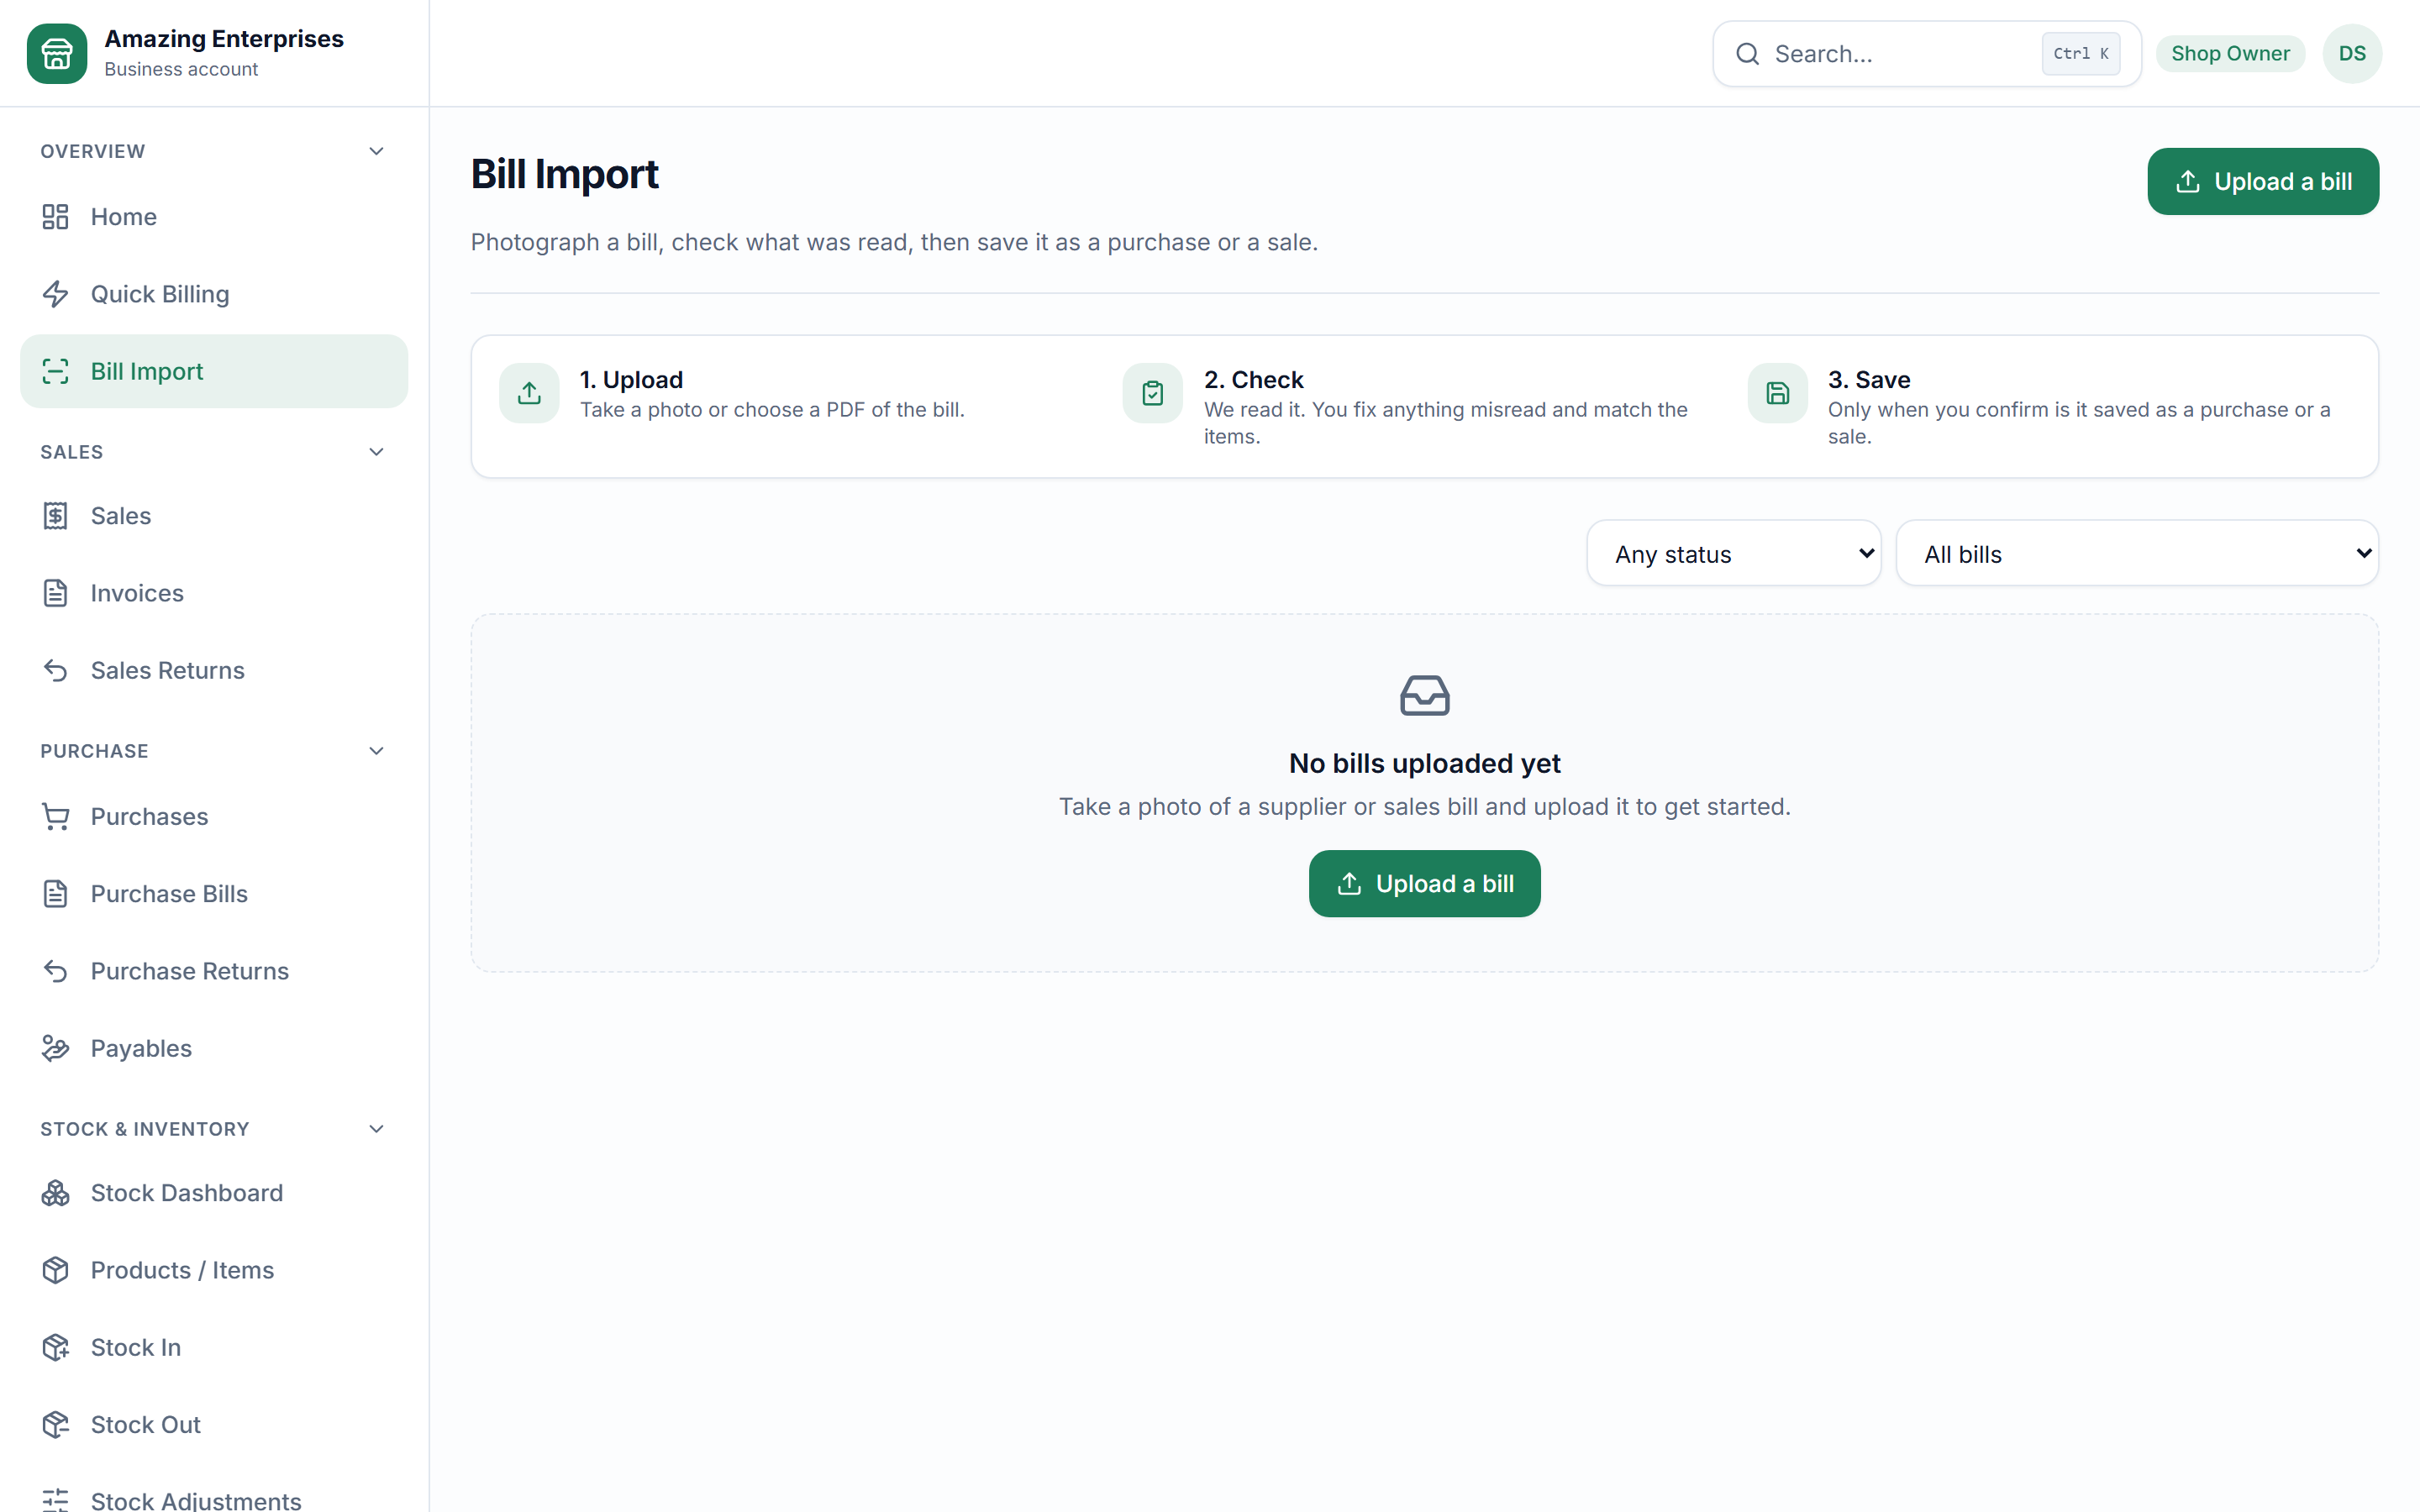 Amazing Enterprises
Business account
Search...
Ctrl K
Shop Owner
DS
OVERVIEW
Home
Quick Billing
Bill Import
SALES
Sales
Invoices
Sales Returns
PURCHASE
Purchases
Purchase Bills
Purchase Returns
Payables
STOCK & INVENTORY
Stock Dashboard
Products / Items
Stock In
Stock Out
Stock Adjustments
Bill Import
Upload a bill
Photograph a bill, check what was read, then save it as a purchase or a sale.
1. Upload
Take a photo or choose a PDF of the bill.
2. Check
We read it. You fix anything misread and match the
items.
3. Save
Only when you confirm is it saved as a purchase or a
sale.
Any status
All bills
No bills uploaded yet
Take a photo of a supplier or sales bill and upload it to get started.
Upload a bill